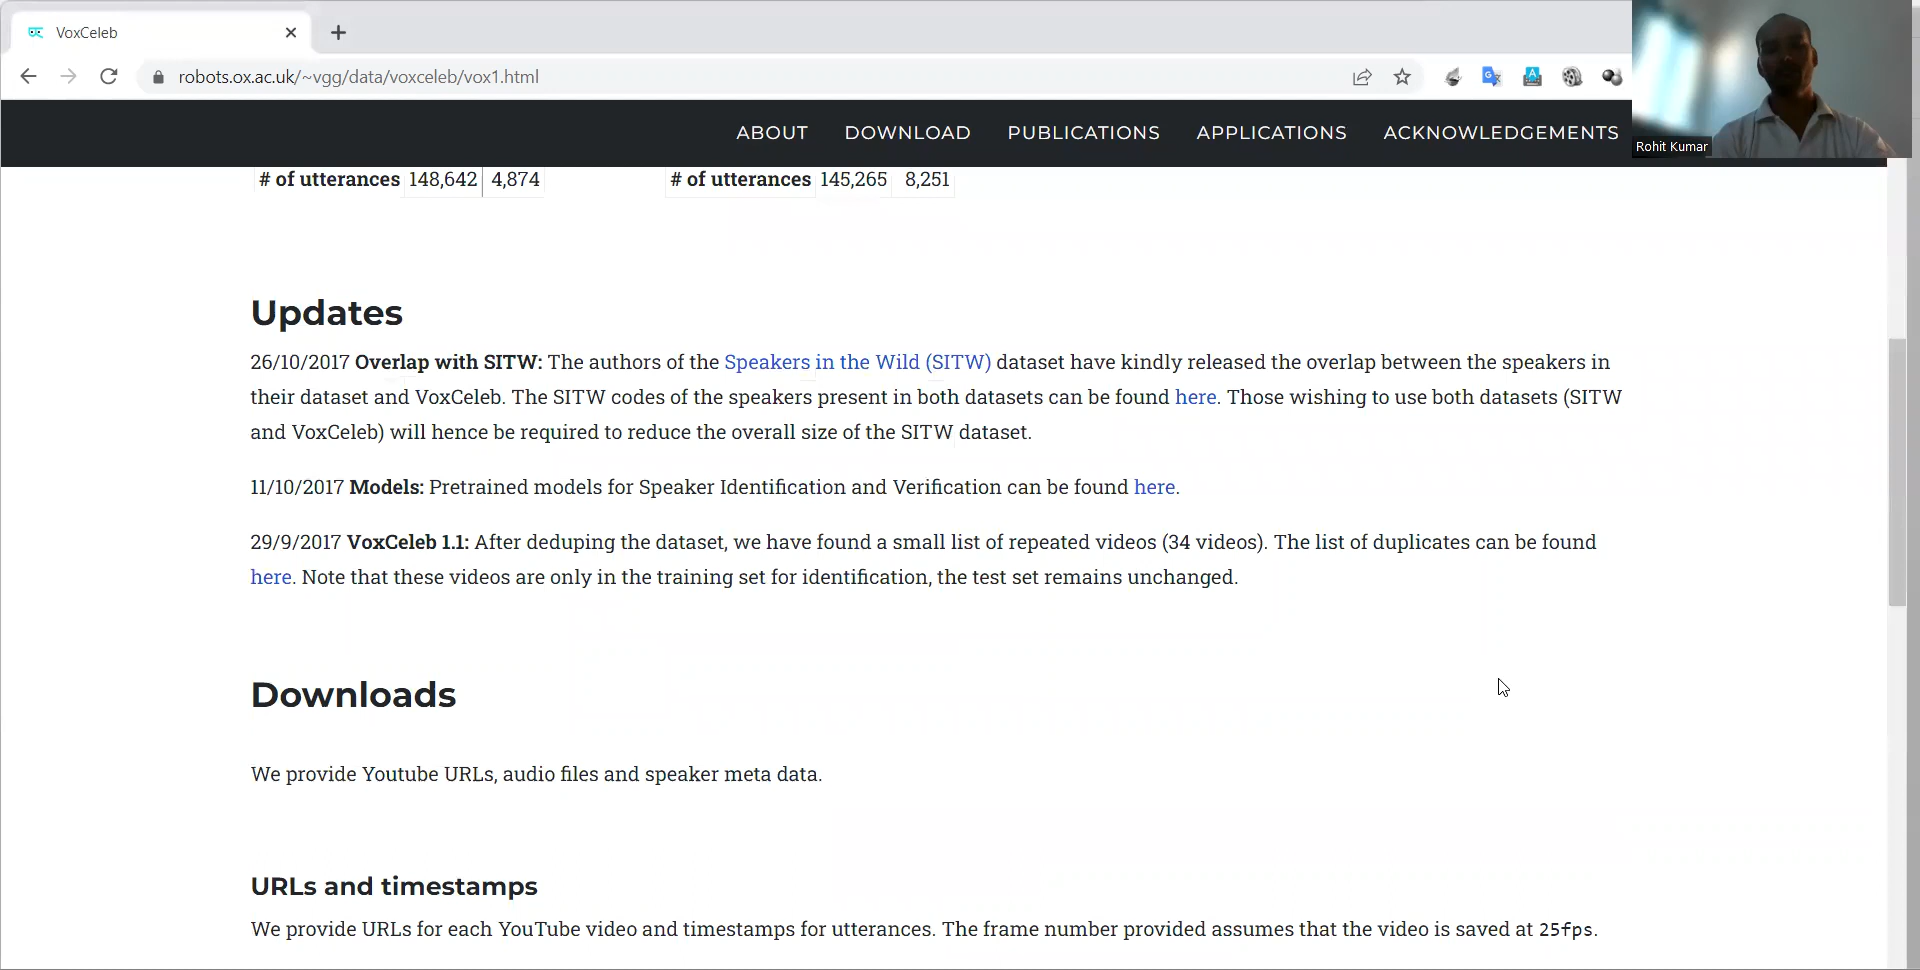 VoxCeleb
robots.ox.ac.uk/~vgg/data/voxceleb/vox1.html
ABOUT DOWNLOAD PUBLICATIONS APPLICATIONS ACKNOWLEDGEMENTS
Rohit Kumar
# of utterances 148,642 4,874 # of utterances 145,265 8,251
Updates
26/10/2017 Overlap with SITW: The authors of the Speakers in the Wild (SITW) dataset have kindly released the overlap between the speakers in
their dataset and VoxCeleb. The SITW codes of the speakers present in both datasets can be found here. Those wishing to use both datasets (SITW
and VoxCeleb) will hence be required to reduce the overall size of the SITW dataset.
11/10/2017 Models: Pretrained models for Speaker Identification and Verification can be found here.
29/9/2017 VoxCeleb 1.1: After deduping the dataset, we have found a small list of repeated videos (34 videos). The list of duplicates can be found
here. Note that these videos are only in the training set for identification, the test set remains unchanged.
Downloads
We provide Youtube URLs, audio files and speaker meta data.
URLs and timestamps
We provide URLs for each YouTube video and timestamps for utterances. The frame number provided assumes that the video is saved at 25fps.